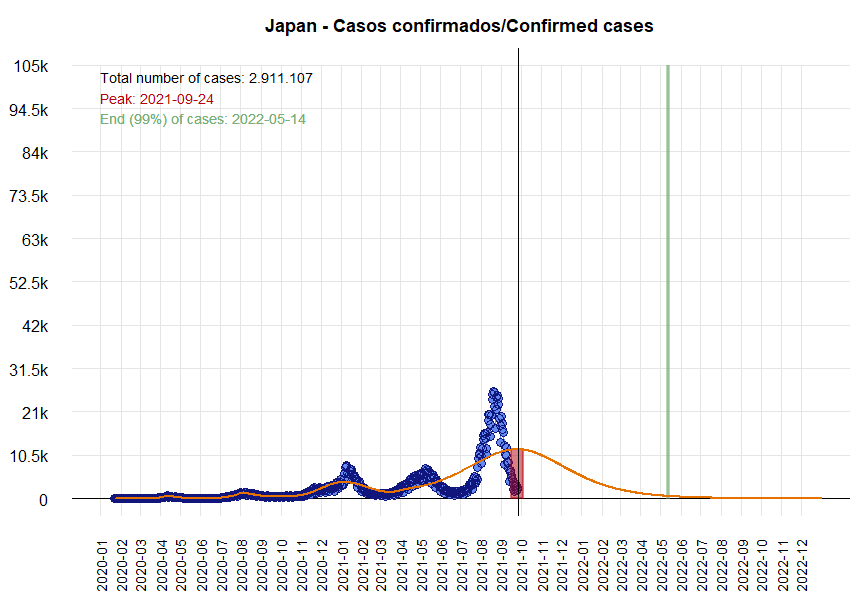 Japan - Casos confirmados/Confirmed cases
105k
Total number of cases: 2.911.107
Peak: 2021-09-24
94.5k
End (99%) of cases: 2022-05-14
84k
73.5k
63k
52.5k
42k
31.5k
21k
10.5k
0
2020-01
2020-02
2020-03
2020-04
2020-05
2020-06
2020-07
2020-08
2020-09
2020-10
2020-11
2020-12
2021-01
2021-02
2021-03
2021-04
2021-05
2021-06
2021-07
2021-08
2021-09
2021-10
2021-11
2021-12
2022-01
2022-02
2022-03
2022-04
2022-05
2022-06
2022-07
2022-08
2022-09
2022-10
2022-11
2022-12